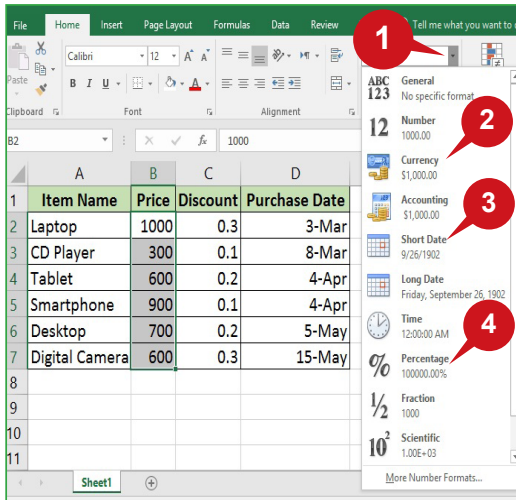 File Home Insert Page Layout Formulas Data Review Tell me what you want to
1
Calibri 12 A A
Paste
B I U A
Clipboard Font Alignment
B2 fx 1000
A B C D
1 Item Name Price Discount Purchase Date
2 Laptop 1000 0.3 3-Mar
3 CD Player 300 0.1 8-Mar
4 Tablet 600 0.2 4-Apr
5 Smartphone 900 0.1 4-Apr
6 Desktop 700 0.2 5-May
7 Digital Camera 600 0.3 15-May
8
9
10
11
Sheet1
ABC
123
General
No specific format
12
Number
1000.00
2
Currency
$1,000.00
Accounting
$1,000.00
3
Short Date
9/26/1902
Long Date
Friday, September 26, 1902
Time
12:00:00 AM
4
%
Percentage
100000.00%
1/2
Fraction
1000
10²
Scientific
1.00E+03
More Number Formats...